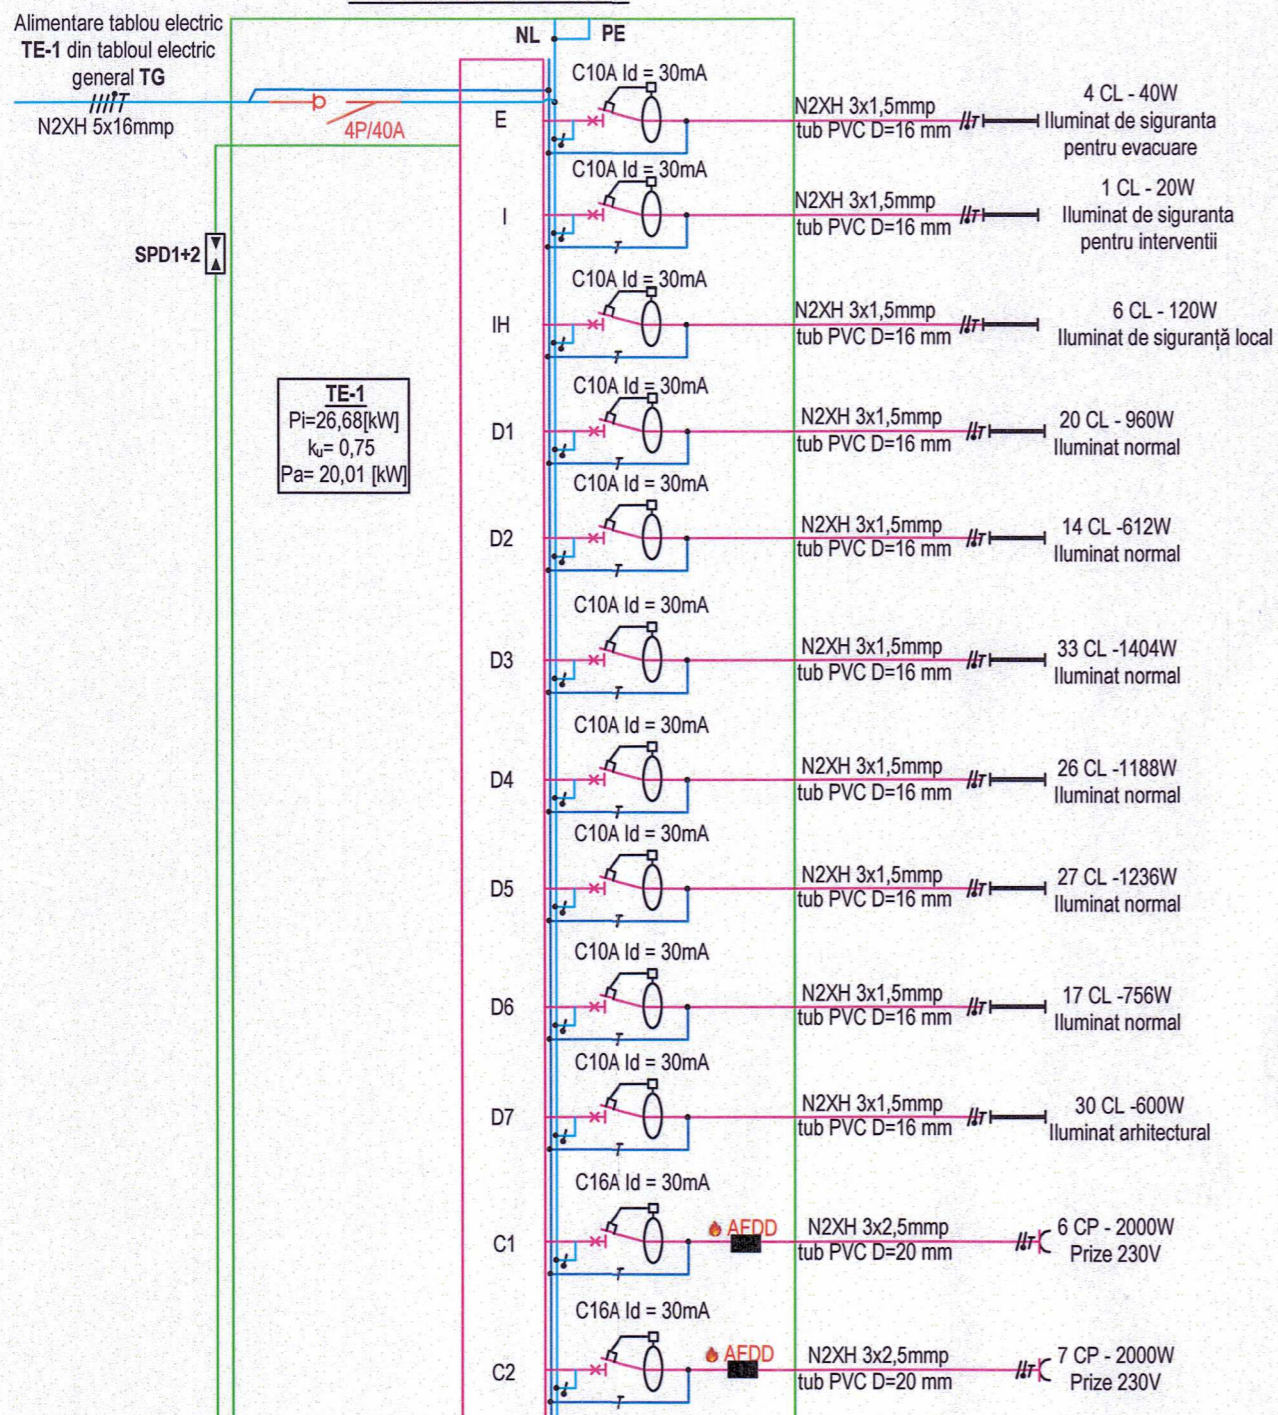 Alimentare tablou electric
TE-1 din tabloul electric
general TG
N2XH 5x16mmp
4P/40A
NL
PE
SPD1+2
TE-1
Pi=26,68[kW]
ku= 0,75
Pa= 20,01 [kW]
C10A Id = 30mA
E
N2XH 3x1,5mmp
tub PVC D=16 mm
4 CL - 40W
Iluminat de siguranta
pentru evacuare
C10A Id = 30mA
I
N2XH 3x1,5mmp
tub PVC D=16 mm
1 CL - 20W
Iluminat de siguranta
pentru interventii
C10A Id = 30mA
IH
N2XH 3x1,5mmp
tub PVC D=16 mm
6 CL - 120W
Iluminat de siguranță local
C10A Id = 30mA
D1
N2XH 3x1,5mmp
tub PVC D=16 mm
20 CL - 960W
Iluminat normal
C10A Id = 30mA
D2
N2XH 3x1,5mmp
tub PVC D=16 mm
14 CL -612W
Iluminat normal
C10A Id = 30mA
D3
N2XH 3x1,5mmp
tub PVC D=16 mm
33 CL -1404W
Iluminat normal
C10A Id = 30mA
D4
N2XH 3x1,5mmp
tub PVC D=16 mm
26 CL -1188W
Iluminat normal
C10A Id = 30mA
D5
N2XH 3x1,5mmp
tub PVC D=16 mm
27 CL -1236W
Iluminat normal
C10A Id = 30mA
D6
N2XH 3x1,5mmp
tub PVC D=16 mm
17 CL -756W
Iluminat normal
C10A Id = 30mA
D7
N2XH 3x1,5mmp
tub PVC D=16 mm
30 CL -600W
Iluminat arhitectural
C16A Id = 30mA
C1
AFDD
N2XH 3x2,5mmp
tub PVC D=20 mm
6 CP - 2000W
Prize 230V
C16A Id = 30mA
C2
AFDD
N2XH 3x2,5mmp
tub PVC D=20 mm
7 CP - 2000W
Prize 230V